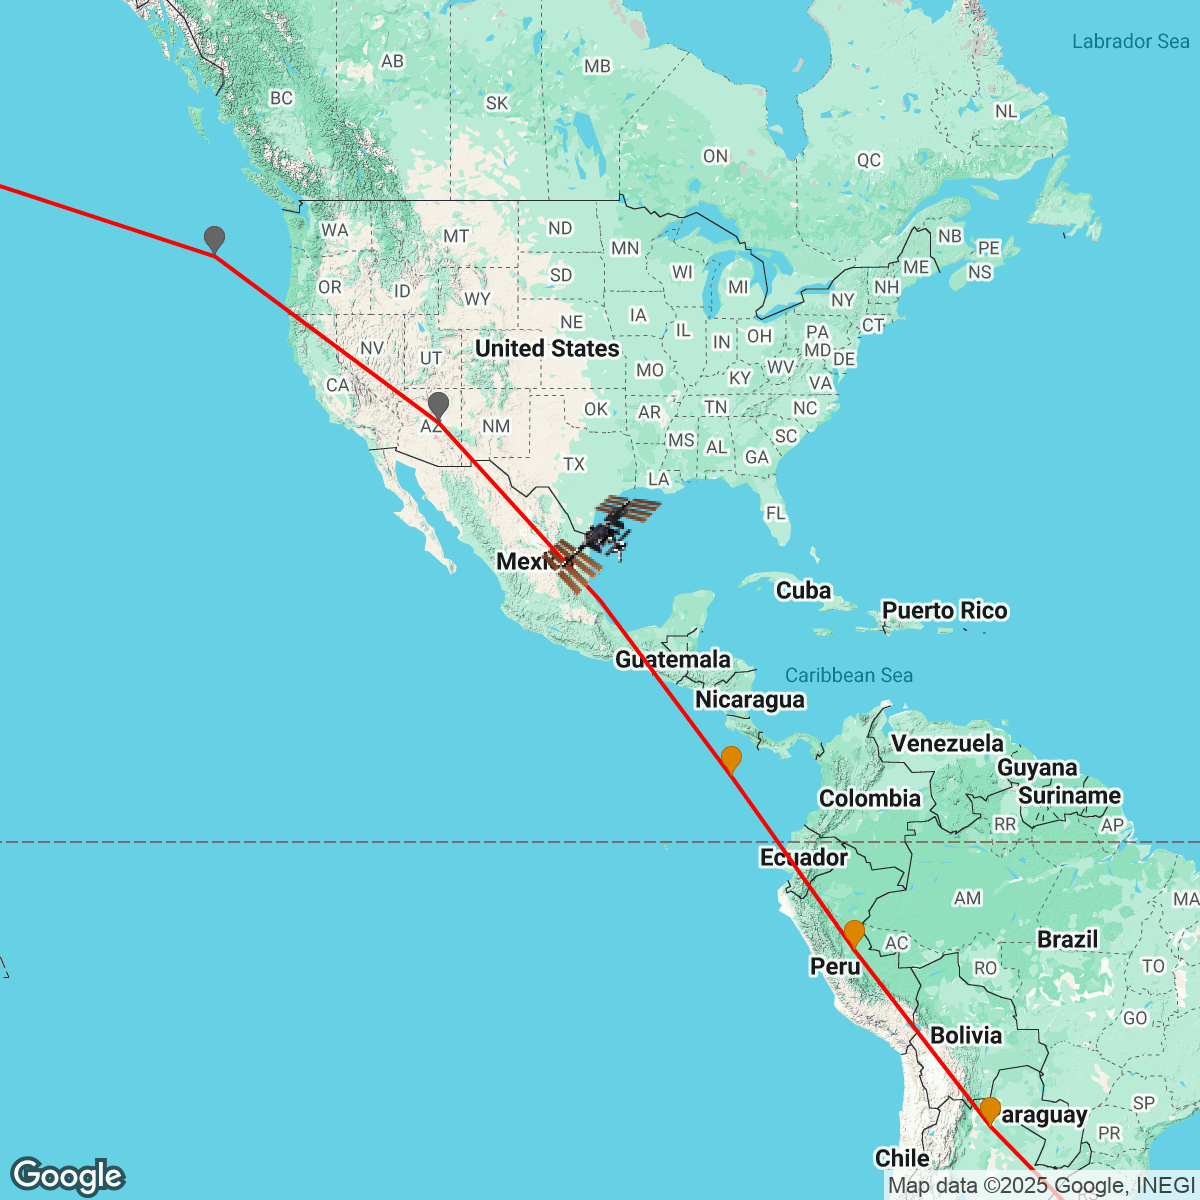 Labrador Sea
AB
MB
BC
SK
NL
ON
QC
WA
MT
ND
NB
PE
MN
ME
NS
SD
WI
OR
ID
MI
NH
WY
NY
NE
IA
CT
IL
OH
PA
IN
NV
UT
United States
MD
DE
MO
WV
KY
CA
VA
OK
AR
TN
NC
AZ
NM
MS
AL
SC
TX
GA
LA
FL
Mexi
Cuba
Puerto Rico
Guatemala
Caribbean Sea
Nicaragua
Venezuela
Guyana
Colombia
Suriname
RR
AP
Ecuador
AM
MA
AC
Brazil
Peru
RO
TO
GO
Bolivia
SP
araguay
PR
Chile
Google
RS
Map data ©2025 Google, INEGI